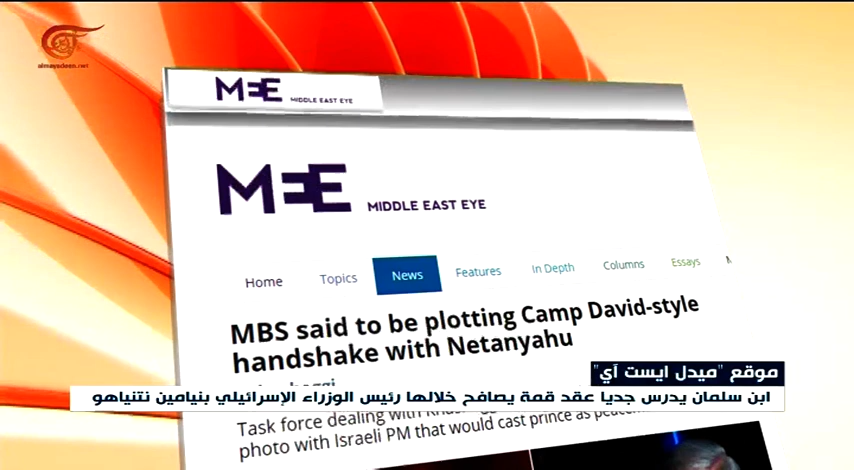 almayadeen.net
MEE MIDDLE EAST EYE
MEE MIDDLE EAST EYE
Home Topics News Features In Depth Columns Essays
MBS said to be plotting Camp David-style
handshake with Netanyahu
موقع "ميدل ايست آي"
ابن سلمان يدرس جديا عقد قمة يصافح خلالها رئيس الوزراء الإسرائيلي بنيامين نتنياهو
Task force dealing with
photo with Israeli PM that would cast prince as